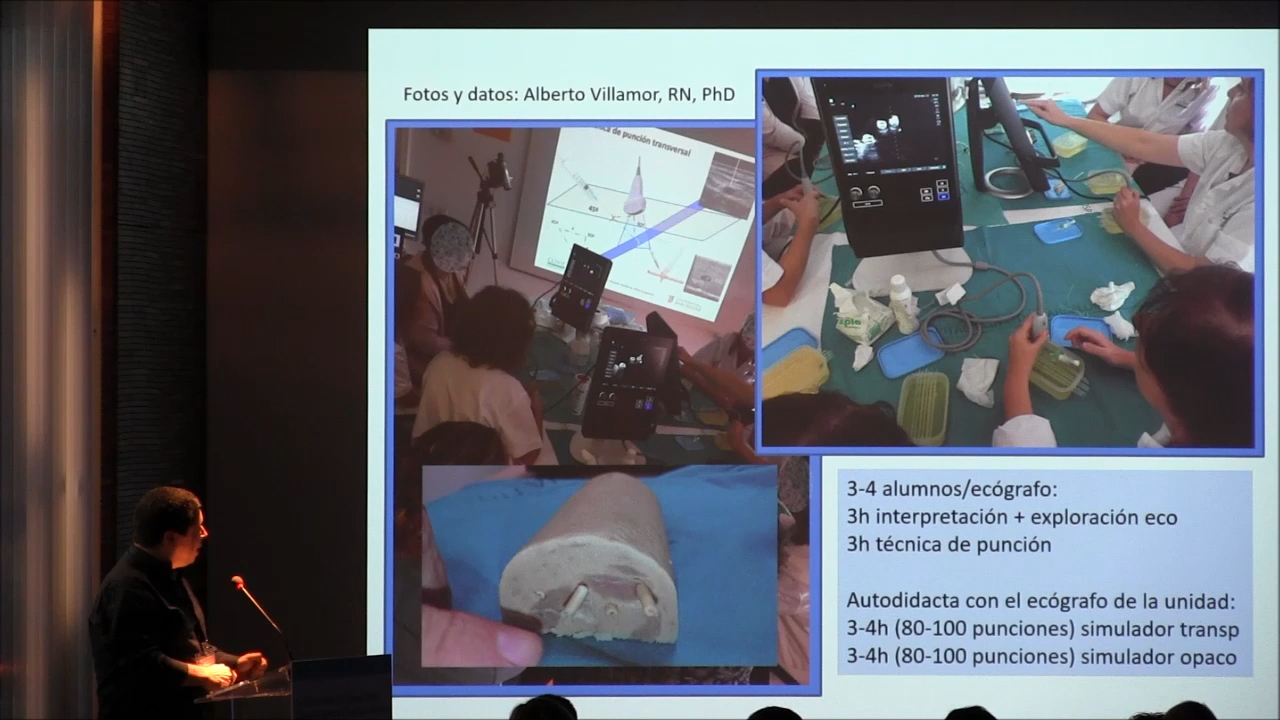 Fotos y datos: Alberto Villamor, RN, PhD
de punción transversal
3-4 alumnos/ecógrafo:
3h interpretación + exploración eco
3h técnica de punción
Autodidacta con el ecógrafo de la unidad:
3-4h (80-100 punciones) simulador transp
3-4h (80-100 punciones) simulador opaco